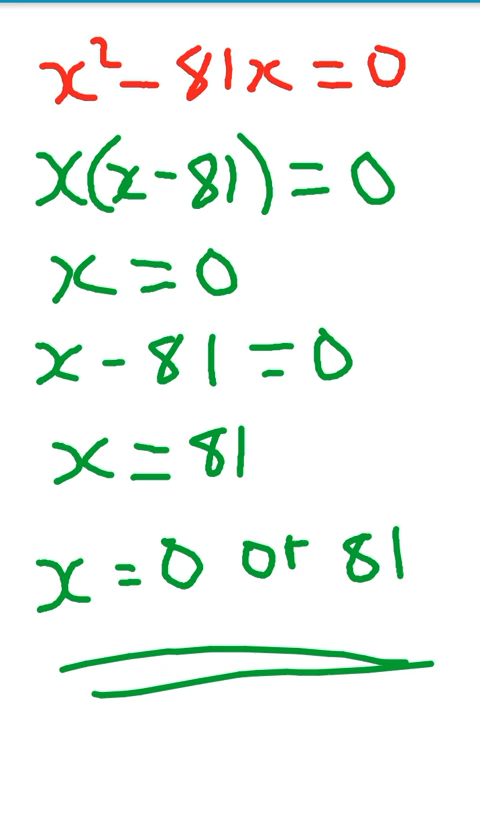 x² - 81x = 0
x(x - 81) = 0
x = 0
x - 81 = 0
x = 81
x = 0 or 81